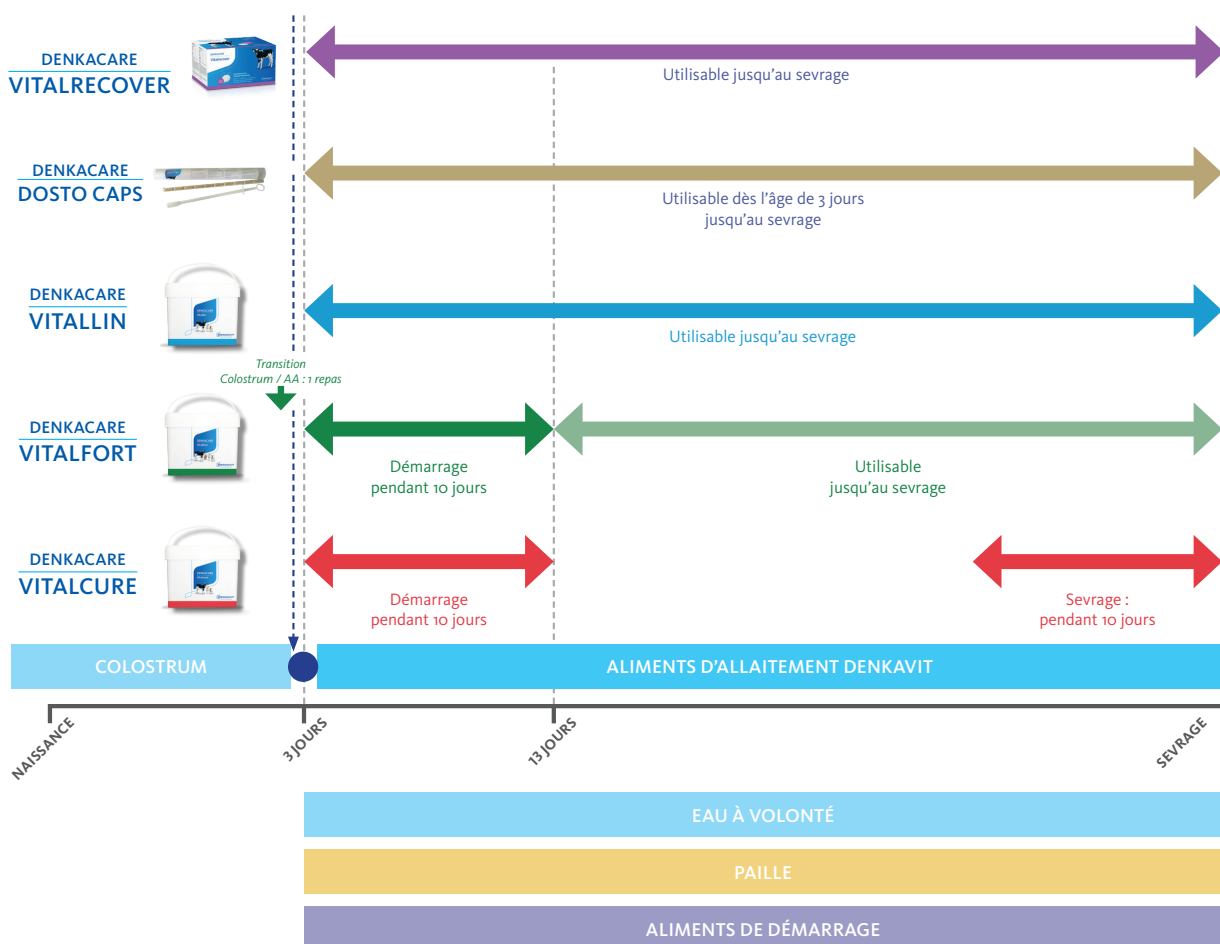 DENKACARE
VITALRECOVER
Utilisable jusqu'au sevrage
DENKACARE
DOSTO CAPS
Utilisable dès l'âge de 3 jours
jusqu'au sevrage
DENKACARE
VITALLIN
Utilisable jusqu'au sevrage
Transition
Colostrum / AA : 1 repas
DENKACARE
VITALFORT
Démarrage
pendant 10 jours
Utilisable
jusqu'au sevrage
DENKACARE
VITALCURE
Démarrage
pendant 10 jours
Sevrage :
pendant 10 jours
COLOSTRUM
ALIMENTS D'ALLAITEMENT DENKAVIT
NAISSANCE
3 JOURS
13 JOURS
SEVRAGE
EAU À VOLONTÉ
PAILLE
ALIMENTS DE DÉMARRAGE